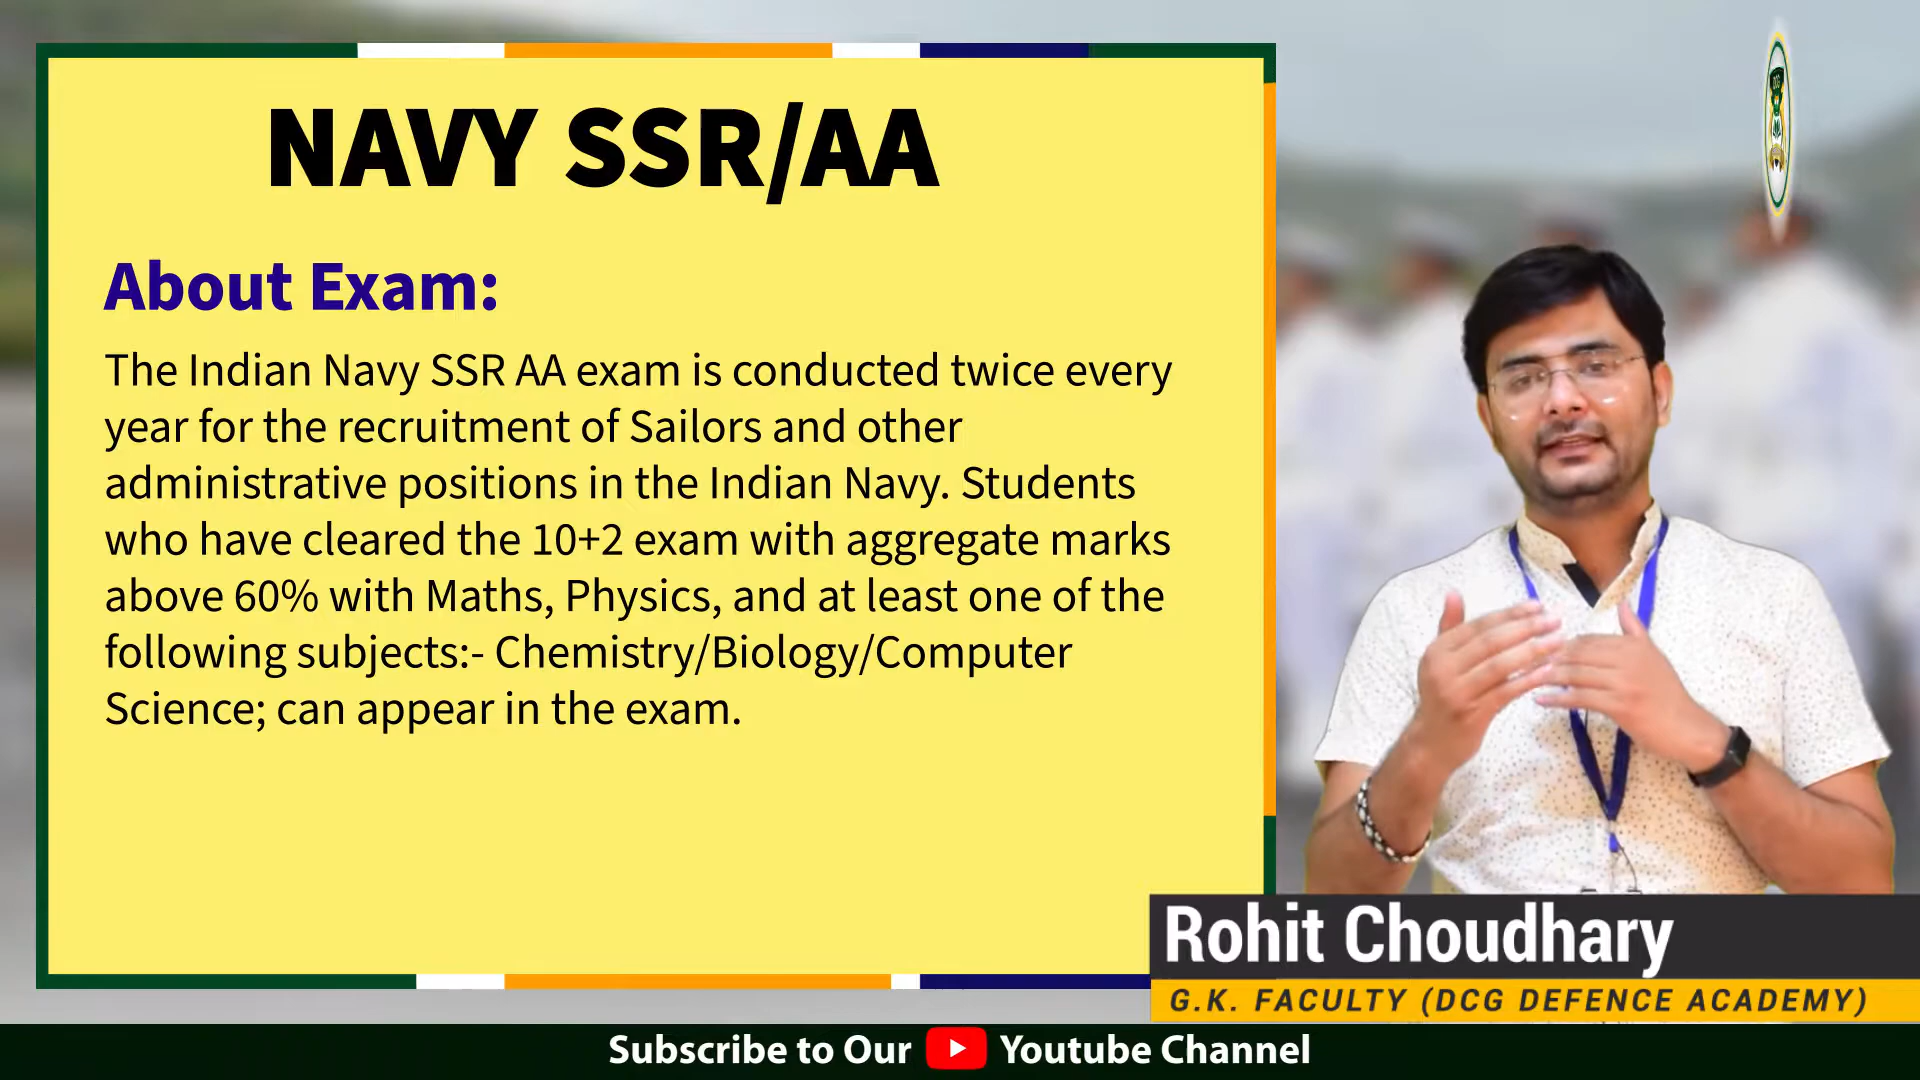 NAVY SSR/AA
About Exam:
The Indian Navy SSR AA exam is conducted twice every
year for the recruitment of Sailors and other
administrative positions in the Indian Navy. Students
who have cleared the 10+2 exam with aggregate marks
above 60% with Maths, Physics, and at least one of the
following subjects:- Chemistry/Biology/Computer
Science; can appear in the exam.
Rohit Choudhary
G.K. FACULTY (DCG DEFENCE ACADEMY)
Subscribe to Our Youtube Channel